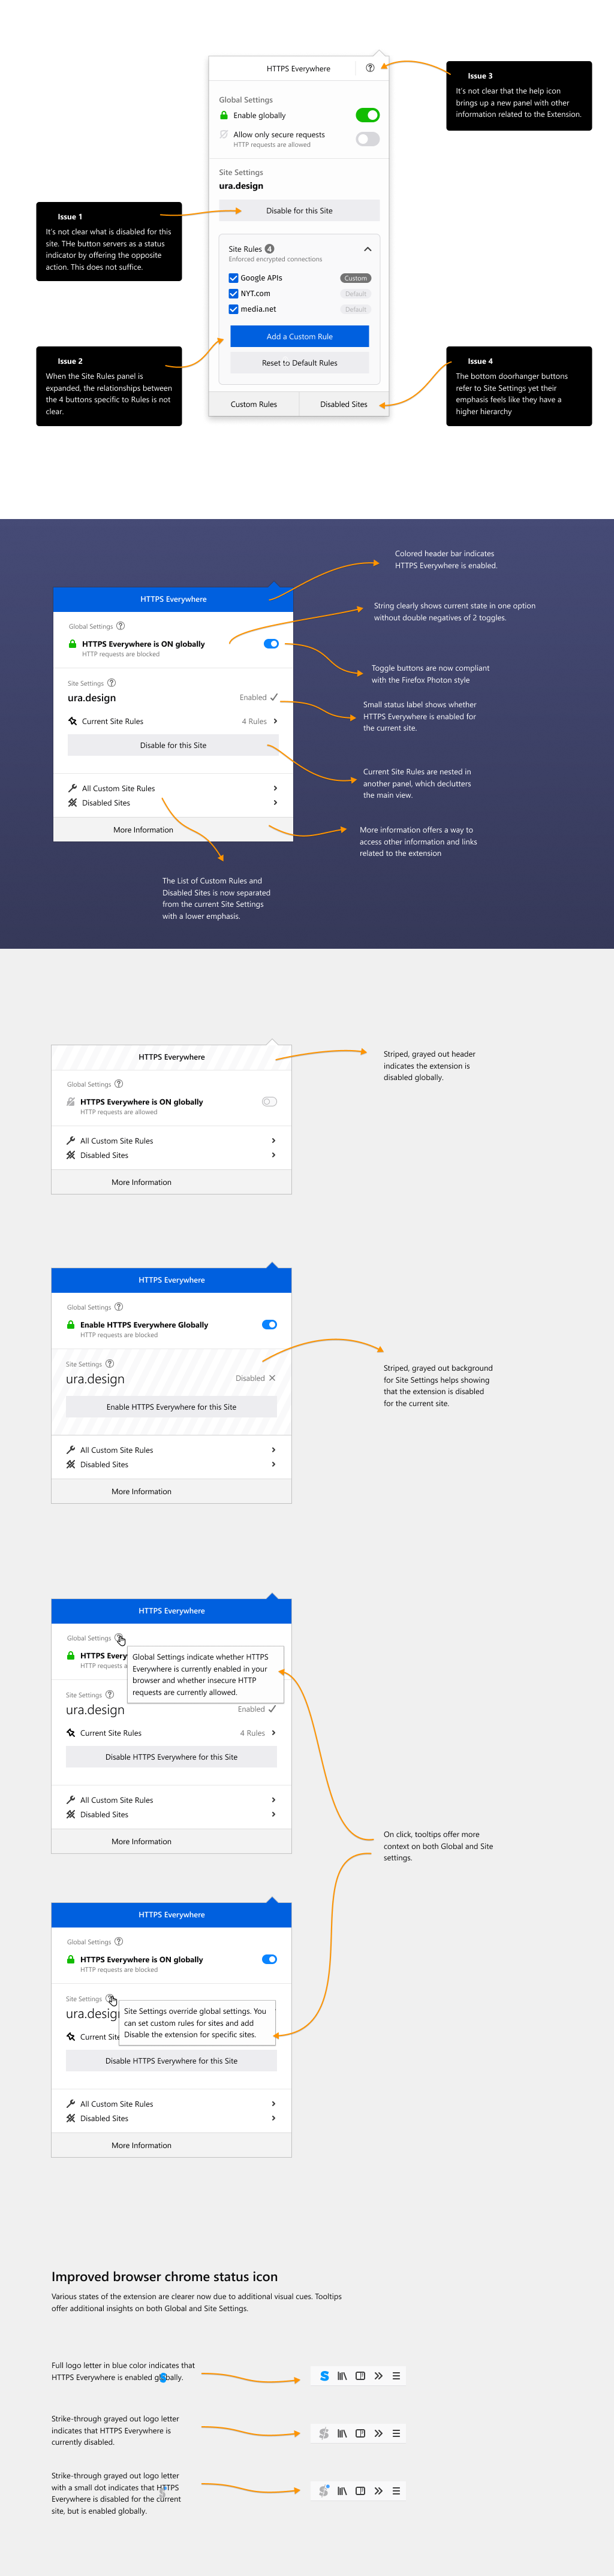 HTTPS Everywhere
Issue 3
It's not clear that the help icon
brings up a new panel with other
information related to the Extension.
Global Settings
Enable globally
Allow only secure requests
HTTP requests are allowed
Site Settings
ura.design
Disable for this Site
Issue 1
It's not clear what is disabled for this
site. THe button servers as a status
indicator by offering the opposite
action. This does not suffice.
Site Rules 4
Enforced encrypted connections
Google APIs Custom
NYT.com Default
media.net Default
Add a Custom Rule
Reset to Default Rules
Custom Rules Disabled Sites
Issue 2
When the Site Rules panel is
expanded, the relationships between
the 4 buttons specific to Rules is not
clear.
Issue 4
The bottom doorhanger buttons
refer to Site Settings yet their
emphasis feels like they have a
higher hierarchy
Colored header bar indicates
HTTPS Everywhere is enabled.
String clearly shows current state in one option
without double negatives of 2 toggles.
Toggle buttons are now compliant
with the Firefox Photon style
Small status label shows whether
HTTPS Everywhere is enabled for
the current site.
Current Site Rules are nested in
another panel, which declutters
the main view.
More information offers a way to
access other information and links
related to the extension
HTTPS Everywhere
Global Settings ?
HTTPS Everywhere is ON globally
HTTP requests are blocked
Site Settings ?
ura.design Enabled
Current Site Rules 4 Rules
Disable for this Site
All Custom Site Rules
Disabled Sites
More Information
The List of Custom Rules and
Disabled Sites is now separated
from the current Site Settings
with a lower emphasis.
HTTPS Everywhere
Global Settings ?
HTTPS Everywhere is ON globally
HTTP requests are allowed
All Custom Site Rules
Disabled Sites
More Information
Striped, grayed out header
indicates the extension is
disabled globally.
HTTPS Everywhere
Global Settings ?
Enable HTTPS Everywhere Globally
HTTP requests are blocked
Site Settings ?
ura.design Disabled
Enable HTTPS Everywhere for this Site
All Custom Site Rules
Disabled Sites
More Information
Striped, grayed out background
for Site Settings helps showing
that the extension is disabled
for the current site.
HTTPS Everywhere
Global Settings
HTTPS Every
HTTP requests a
Global Settings indicate whether HTTPS
Everywhere is currently enabled in your
browser and whether insecure HTTP
requests are currently allowed.
Site Settings ?
ura.design Enabled
Current Site Rules 4 Rules
Disable HTTPS Everywhere for this Site
All Custom Site Rules
Disabled Sites
More Information
On click, tooltips offer more
context on both Global and Site
settings.
HTTPS Everywhere
Global Settings ?
HTTPS Everywhere is ON globally
HTTP requests are blocked
Site Settings
ura.desig
Current Site
Site Settings override global settings. You
can set custom rules for sites and add
Disable the extension for specific sites.
Disable HTTPS Everywhere for this Site
All Custom Site Rules
Disabled Sites
More Information
Improved browser chrome status icon
Various states of the extension are clearer now due to additional visual cues. Tooltips
offer additional insights on both Global and Site Settings.
Full logo letter in blue color indicates that
HTTPS Everywhere is enabled globally.
Strike-through grayed out logo letter
indicates that HTTPS Everywhere is
currently disabled.
Strike-through grayed out logo letter
with a small dot indicates that HTTPS
Everywhere is disabled for the current
site, but is enabled globally.